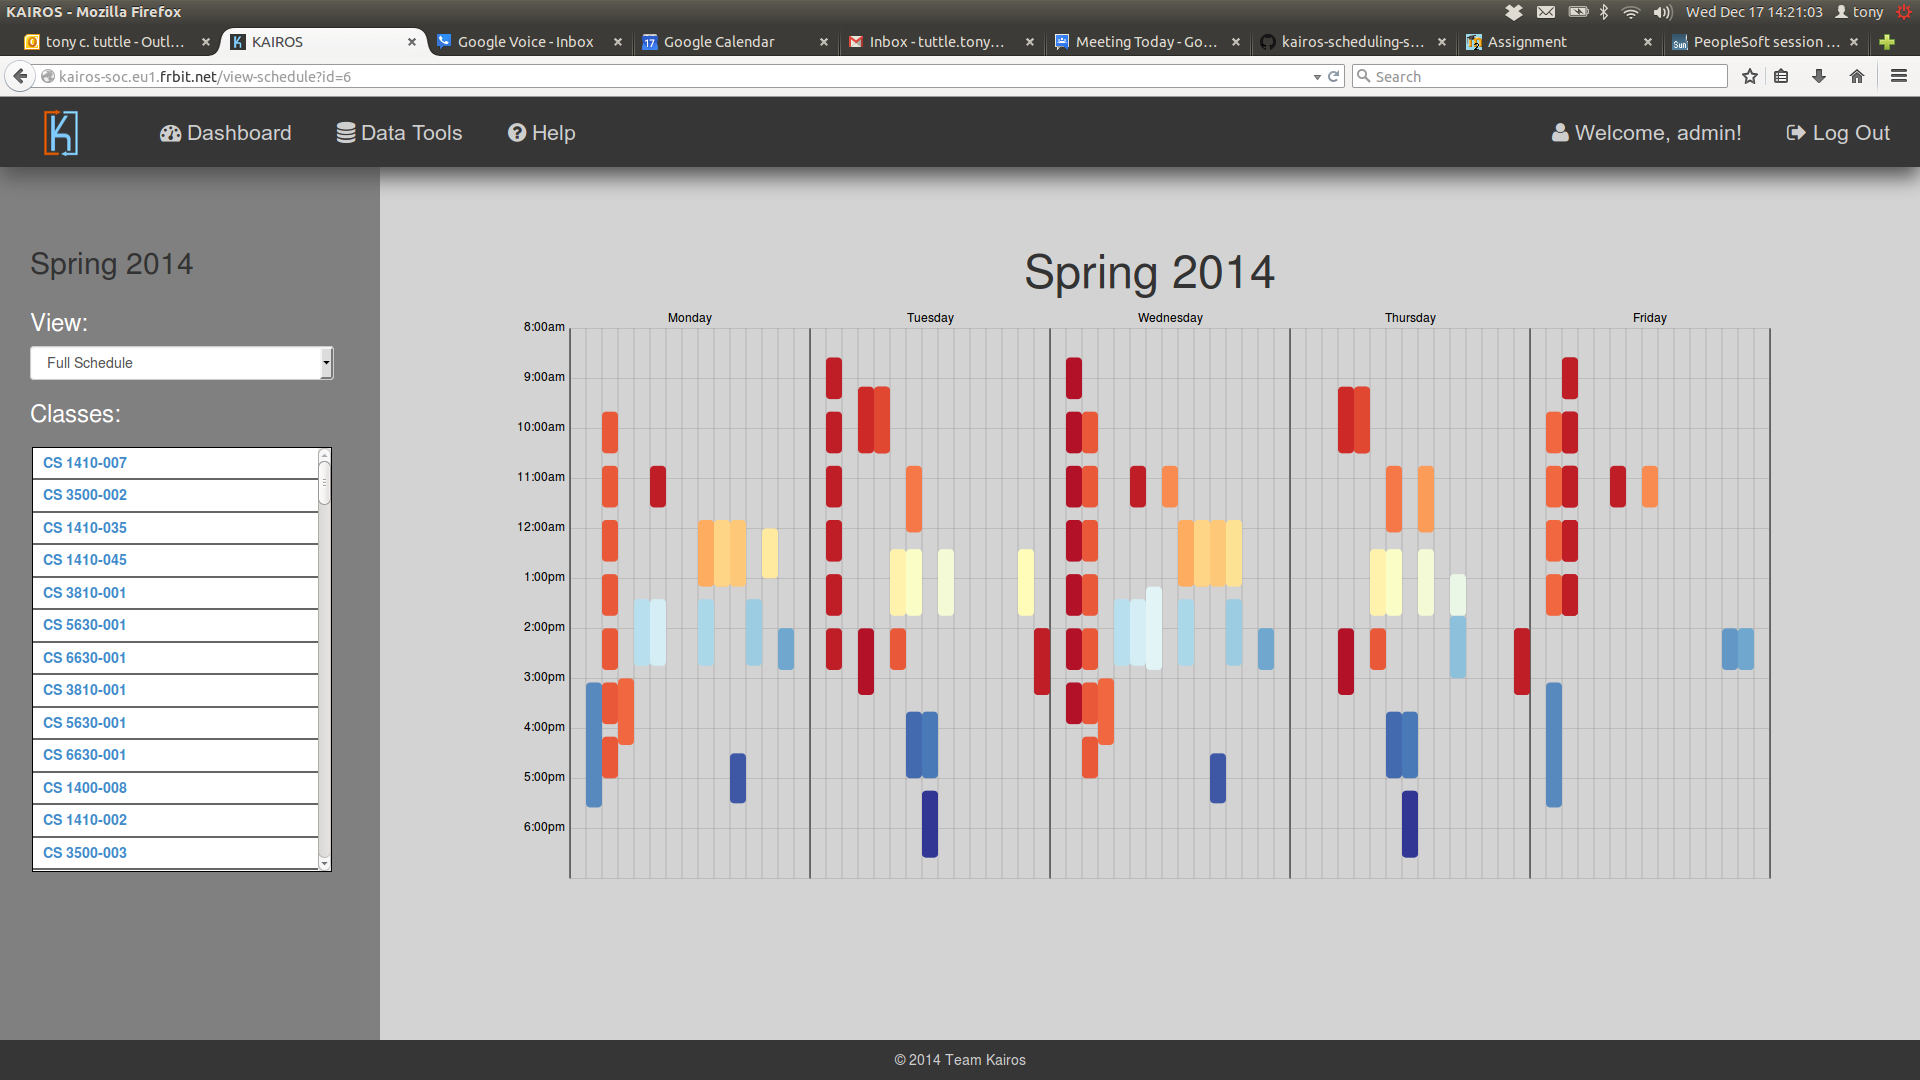 KAIROS - Mozilla Firefox
Wed Dec 17 14:21:03 tony
tony c. tuttle - Outl...
KAIROS
Google Voice - Inbox
17 Google Calendar
Inbox - tuttle.tony...
Meeting Today - Go...
kairos-scheduling-s...
Assignment
Sun PeopleSoft session ...
kairos-soc.eu1.frbit.net/view-schedule?id=6
Search
K Dashboard Data Tools Help Welcome, admin! Log Out
Spring 2014
View:
Full Schedule
Classes:
CS 1410-007
CS 3500-002
CS 1410-035
CS 1410-045
CS 3810-001
CS 5630-001
CS 6630-001
CS 3810-001
CS 5630-001
CS 6630-001
CS 1400-008
CS 1410-002
CS 3500-003
Spring 2014
Monday Tuesday Wednesday Thursday Friday
8:00am
9:00am
10:00am
11:00am
12:00am
1:00pm
2:00pm
3:00pm
4:00pm
5:00pm
6:00pm
© 2014 Team Kairos